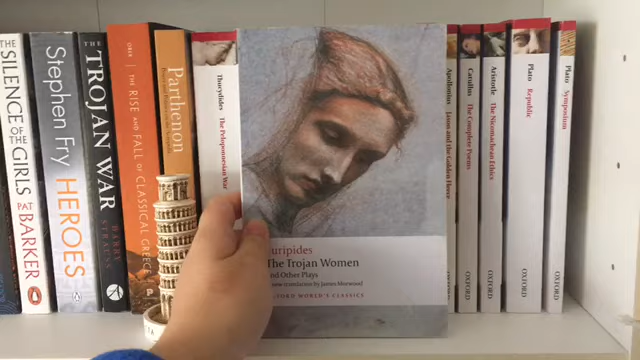 THE
SILENCE
OF THE
GIRLS
PAT
BARKER
Stephen Fry
HEROES
THE
TROJAN WAR
BARRY
STRAUSS
OBER
THE RISE AND FALL OF CLASSICAL GREECE
Parthenon
Thucydides The Peloponnesian War
uripides
The Trojan Women
and Other Plays
new translation by James Morwood
OXFORD WORLD'S CLASSICS
Apollonius Jason and the Golden Fleece
Catullus The Complete Poems
OXFORD
Aristotle The Nicomachean Ethics
OXFORD
Plato Republic
OXFORD
Plato Symposium
OXFORD